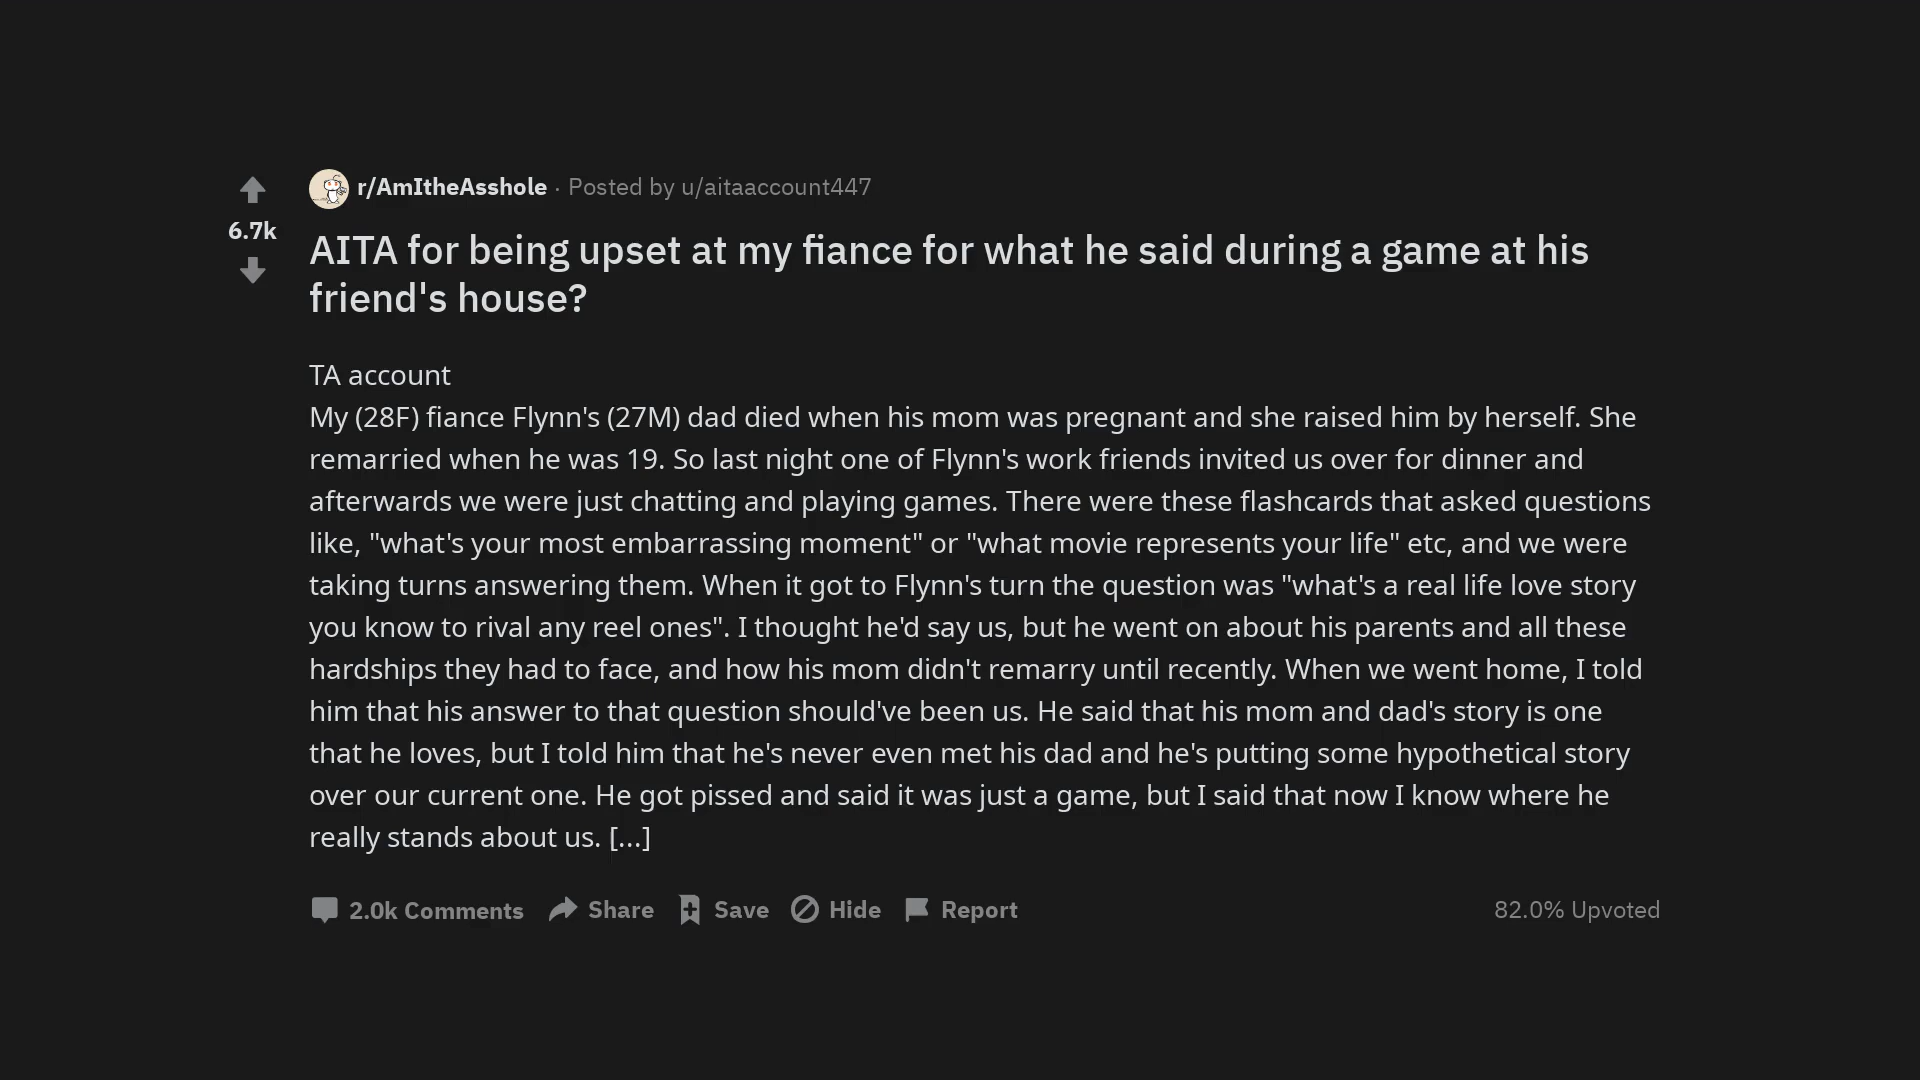 r/AmItheAsshole · Posted by u/aitaaccount447
6.7k
AITA for being upset at my fiance for what he said during a game at his
friend's house?
TA account
My (28F) fiance Flynn's (27M) dad died when his mom was pregnant and she raised him by herself. She
remarried when he was 19. So last night one of Flynn's work friends invited us over for dinner and
afterwards we were just chatting and playing games. There were these flashcards that asked questions
like, "what's your most embarrassing moment" or "what movie represents your life" etc, and we were
taking turns answering them. When it got to Flynn's turn the question was "what's a real life love story
you know to rival any reel ones". I thought he'd say us, but he went on about his parents and all these
hardships they had to face, and how his mom didn't remarry until recently. When we went home, I told
him that his answer to that question should've been us. He said that his mom and dad's story is one
that he loves, but I told him that he's never even met his dad and he's putting some hypothetical story
over our current one. He got pissed and said it was just a game, but I said that now I know where he
really stands about us. [...]
2.0k Comments Share Save Hide Report 82.0% Upvoted